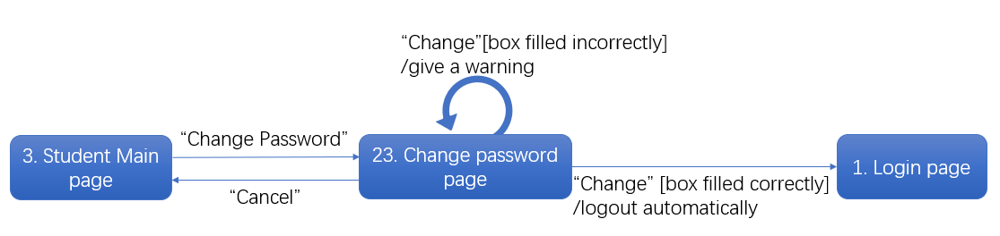 “Change”[box filled incorrectly]
/give a warning
“Change Password”
3. Student Main
page
23. Change password
page
1. Login page
“Cancel”
“Change” [box filled correctly]
/logout automatically